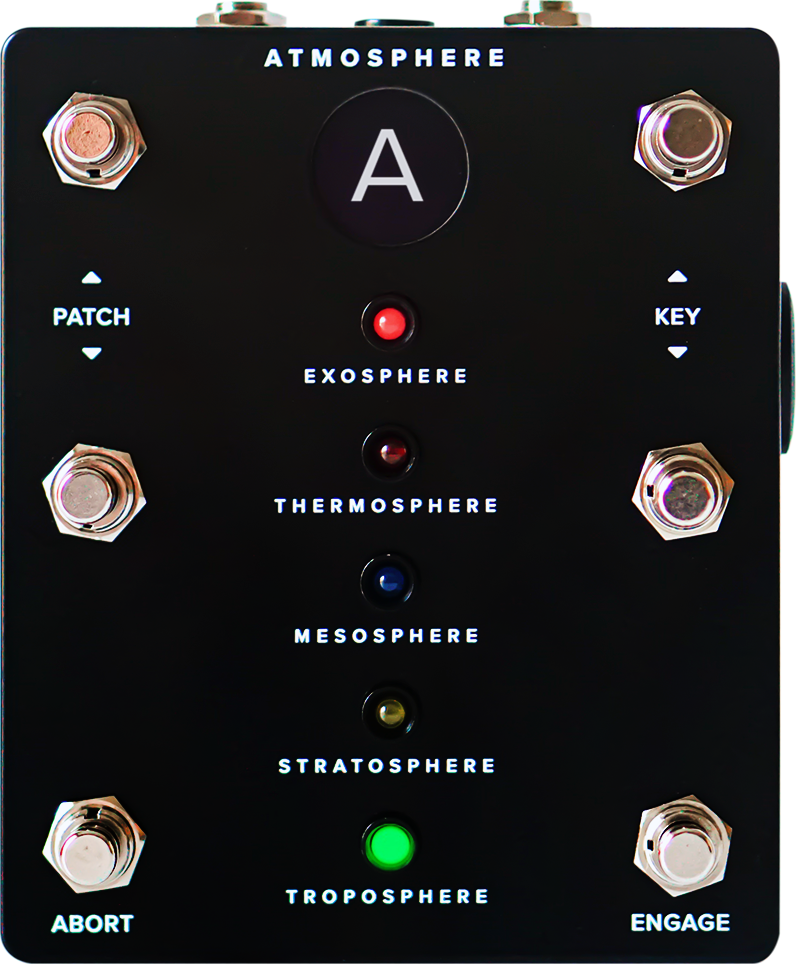 ATMOSPHERE
A
PATCH
KEY
EXOSPHERE
THERMOSPHERE
MESOSPHERE
STRATOSPHERE
TROPOSPHERE
ABORT
ENGAGE